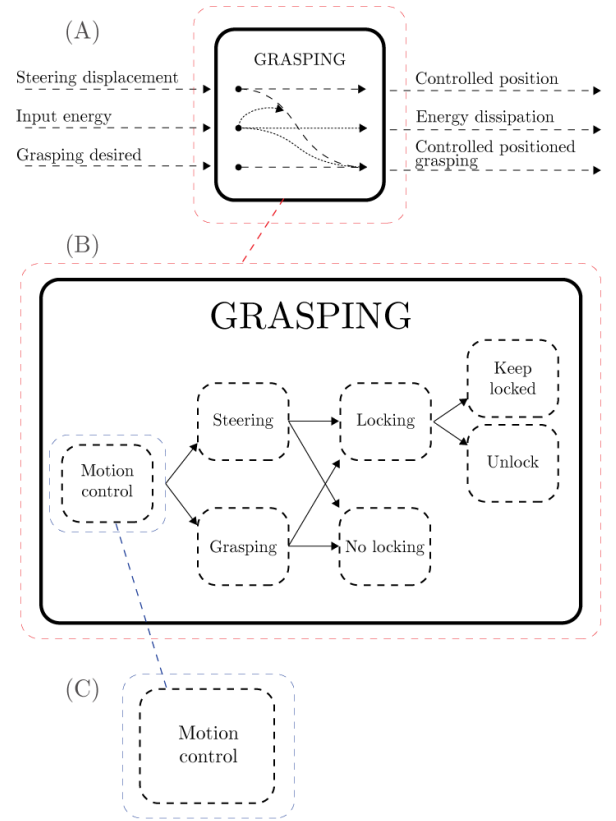 (A)
GRASPING
Steering displacement
Input energy
Grasping desired
Controlled position
Energy dissipation
Controlled positioned
grasping
(B)
GRASPING
Motion
control
Steering
Grasping
Locking
No locking
Keep
locked
Unlock
(C)
Motion
control